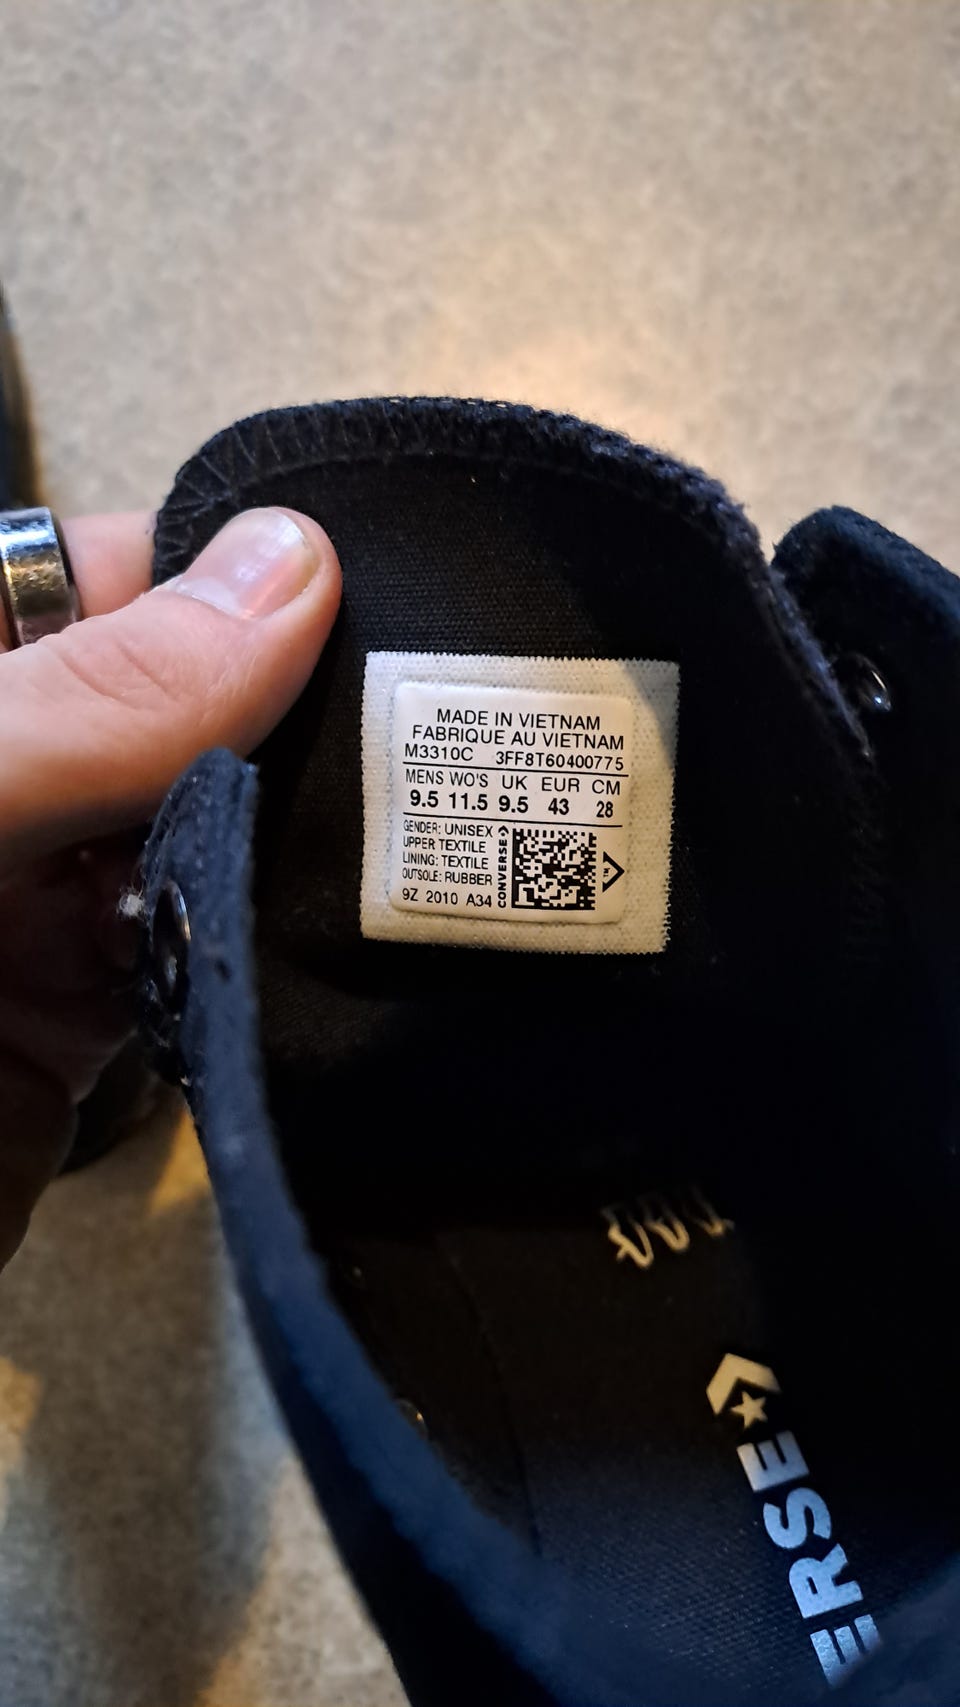 MADE IN VIETNAM
FABRIQUE AU VIETNAM
M3310C 3FF8T60400775
MENS WO'S UK EUR CM
9.5 11.5 9.5 43 28
GENDER: UNISEX
UPPER TEXTILE
LINING: TEXTILE
OUTSOLE: RUBBER
9Z 2010 A34
CONVERSE
TM
ERSE